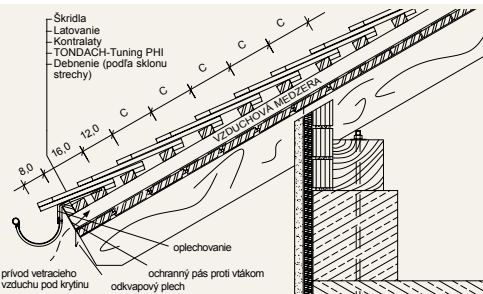 Škridla
Latovanie
Kontralaty
TONDACH-Tuning PHI
Debnenie (podľa sklonu
strechy)
8,0
16,0
12,0
C
C
C
C
C
C
VZDUCHOVÁ MEDZERA
oplechovanie
prívod vetracieho
vzduchu pod krytinu
ochranný pás proti vtákom
odkvapový plech